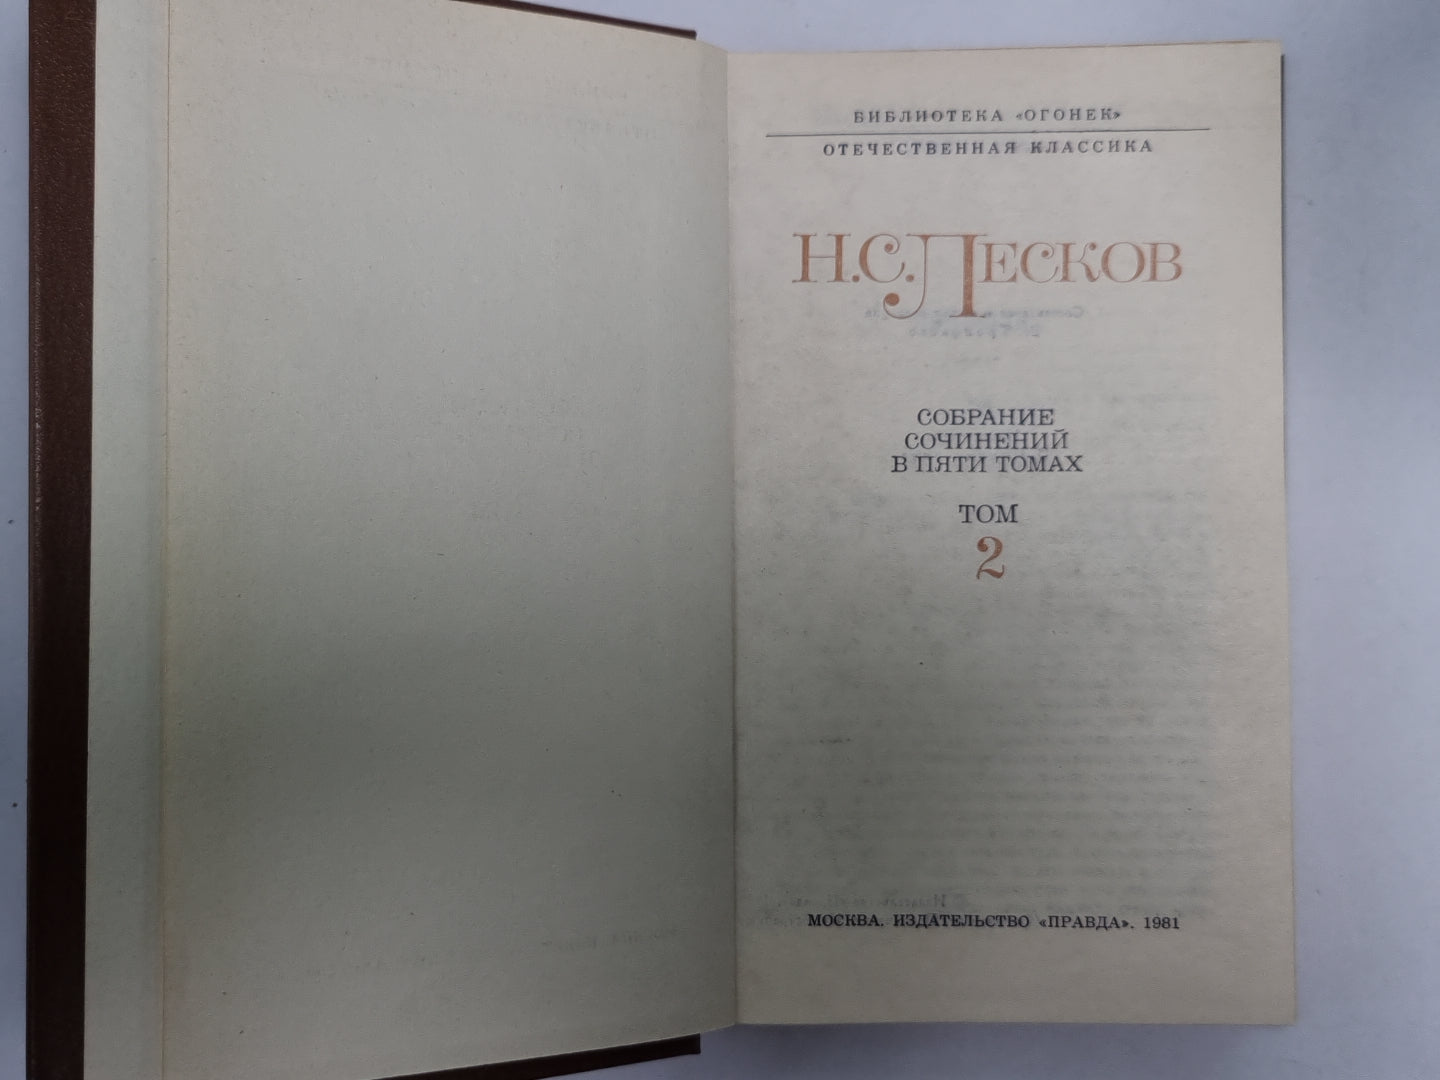 БИБЛИОТЕКА «ОГОНЕК»
ОТЕЧЕСТВЕННАЯ КЛАССИКА
Н.С.ЛЕСКОВ
СОБРАНИЕ
СОЧИНЕНИЙ
В ПЯТИ ТОМАХ
ТОМ
2
МОСКВА. ИЗДАТЕЛЬСТВО «ПРАВДА». 1981